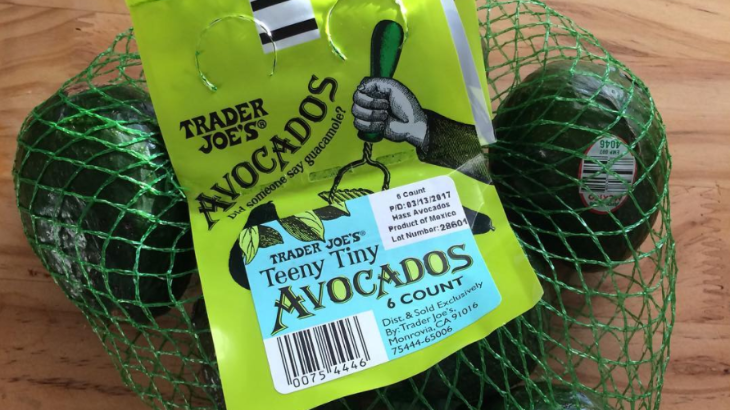 AVOCADOS
TRADER
JOE'S®
AVOCADOS
Did someone say guacamole?
6 Count
P/D:03/13/2017
Hass Avocados
Product of Mexico
Lot Number:28601
TRADER JOE'S®
Teeny Tiny
AVOCADOS
6 COUNT
Dist. & Sold Exclusively
By: Trader Joe's,
Monrovia, CA 91016
75444-65006
0075 4446
4046